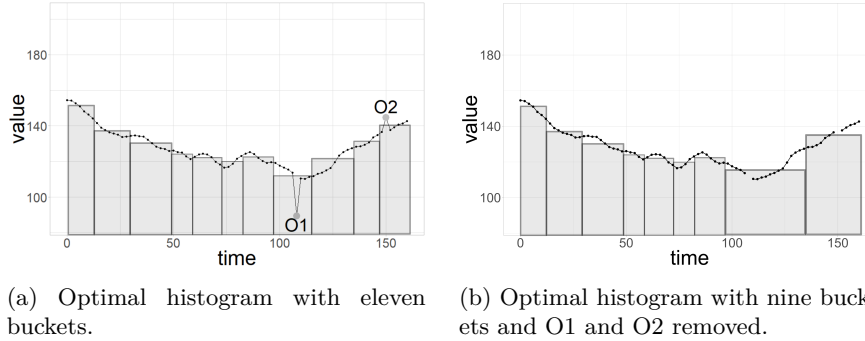 180
140
100
value
O2
O1
0
50
100
150
time
180
140
100
value
0
50
100
150
time
(a) Optimal histogram with eleven
buckets.
(b) Optimal histogram with nine buck-
ets and O1 and O2 removed.